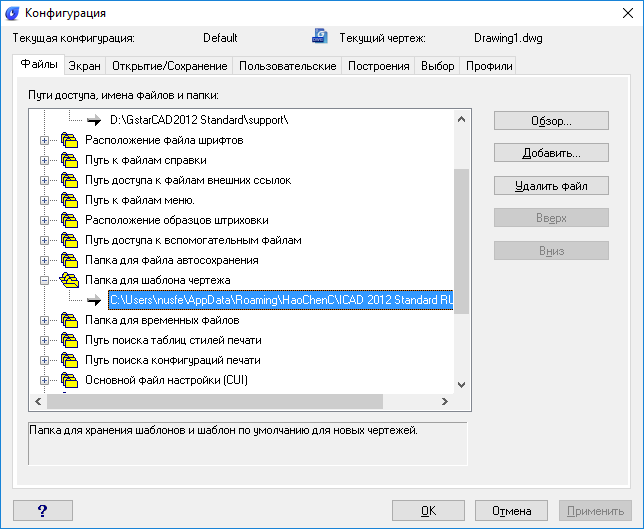 Конфигурация
Текущая конфигурация: Default Текущий чертеж: Drawing1.dwg
Файлы Экран Открытие/Сохранение Пользовательские Построения Выбор Профили
Пути доступа, имена файлов и папки:
D:\GstarCAD2012 Standard\support\
Расположение файла шрифтов
Путь к файлам справки
Путь доступа к файлам внешних ссылок
Путь к файлам меню.
Расположение образцов штриховки
Путь доступа к вспомогательным файлам
Папка для файла автосохранения
Папка для шаблона чертежа
C:\Users\nusfe\AppData\Roaming\HaoChenC\ICAD 2012 Standard RU
Папка для временных файлов
Путь поиска таблиц стилей печати
Путь поиска конфигураций печати
Основной файл настройки (CUI)
Обзор...
Добавить...
Удалить файл
Вверх
Вниз
Папка для хранения шаблонов и шаблон по умолчанию для новых чертежей.
? OK Отмена Применить